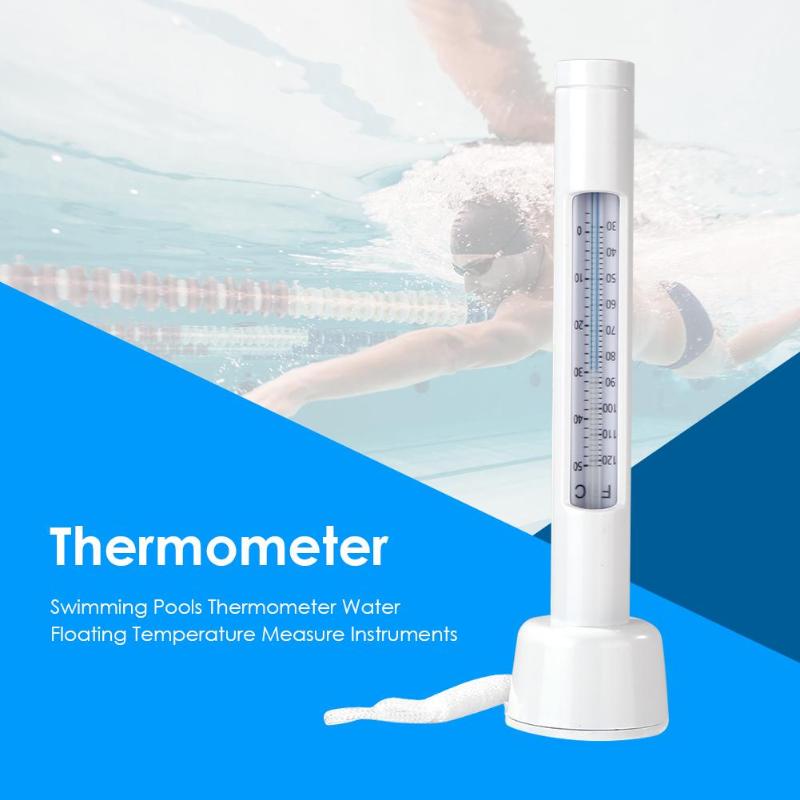 0 30
40
10 50
60
20 70
80
30 90
40 100
110
50 120
C F
Thermometer
Swimming Pools Thermometer Water
Floating Temperature Measure Instruments